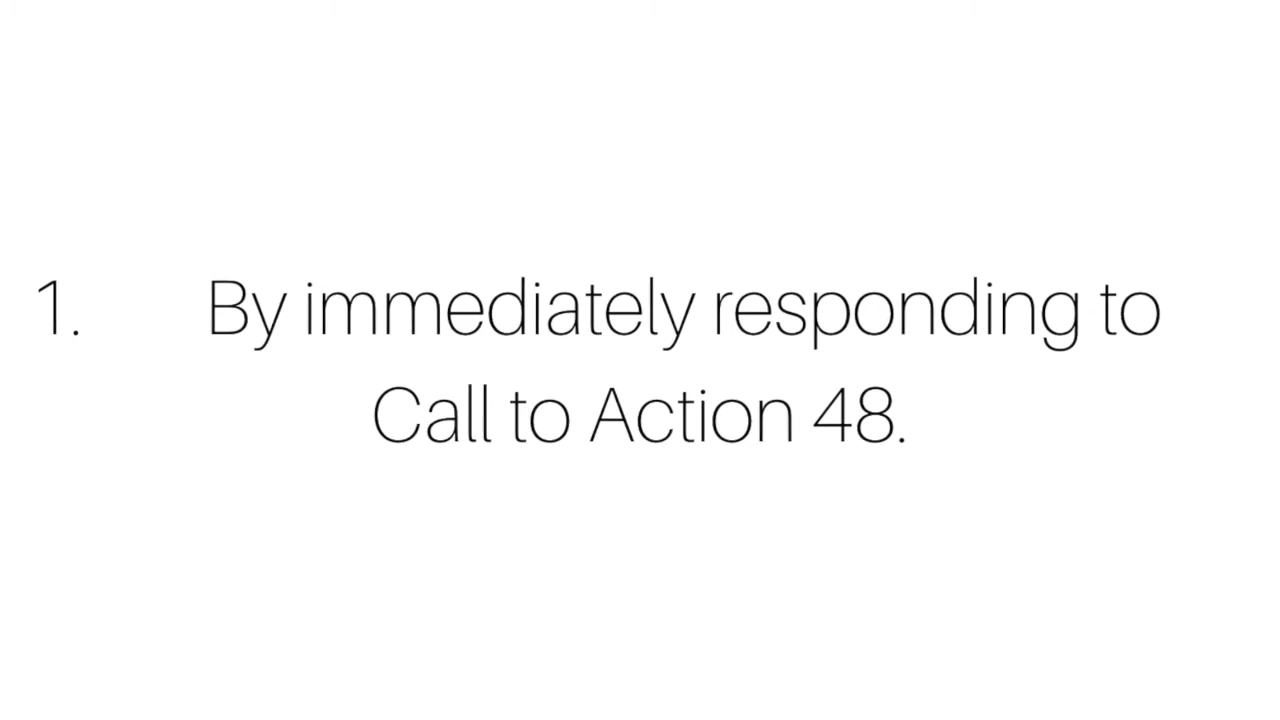 1. By immediately responding to
Call to Action 48.